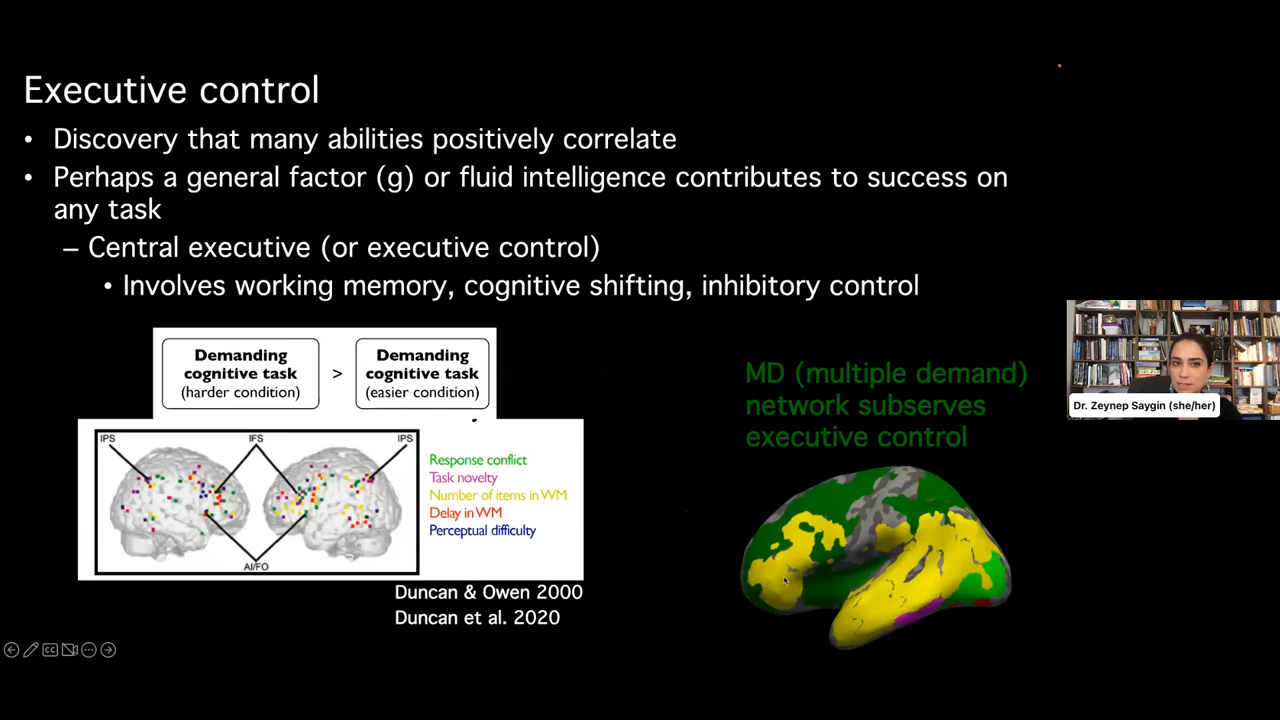 Executive control
• Discovery that many abilities positively correlate
• Perhaps a general factor (g) or fluid intelligence contributes to success on
any task
– Central executive (or executive control)
• Involves working memory, cognitive shifting, inhibitory control
Demanding
cognitive task
(harder condition)
>
Demanding
cognitive task
(easier condition)
IPS
IFS
IPS
AI/FO
Response conflict
Task novelty
Number of items in WM
Delay in WM
Perceptual difficulty
Duncan & Owen 2000
Duncan et al. 2020
MD (multiple demand)
network subserves
executive control
Dr. Zeynep Saygin (she/her)
CC